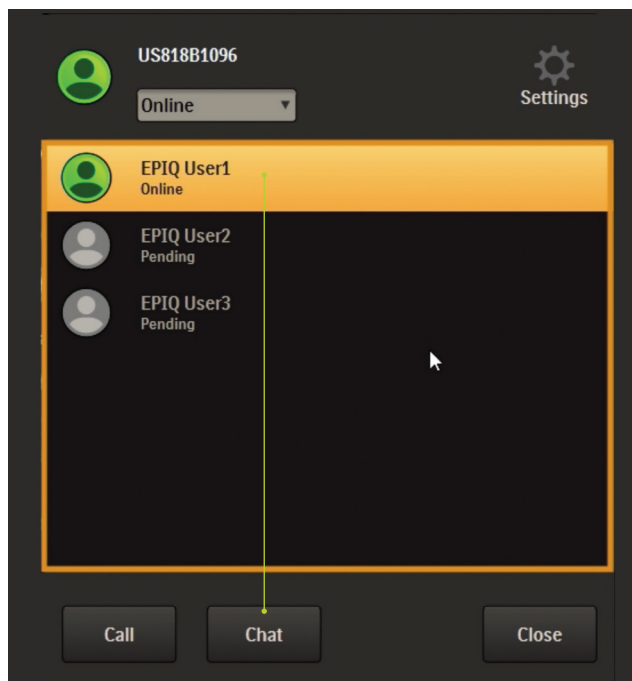 US818B1096
Online
Settings
EPIQ User1
Online
EPIQ User2
Pending
EPIQ User3
Pending
Call
Chat
Close